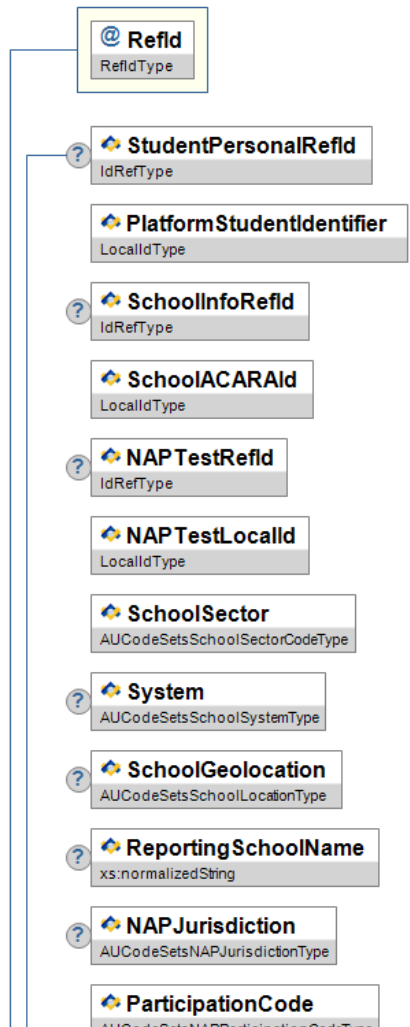 @ RefId
RefIdType
? StudentPersonalRefId
IdRefType
PlatformStudentIdentifier
LocalIdType
? SchoolInfoRefId
IdRefType
SchoolACARAId
LocalIdType
? NAPTestRefId
IdRefType
NAPTestLocalId
LocalIdType
SchoolSector
AUCodeSetsSchoolSectorCodeType
? System
AUCodeSetsSchoolSystemType
? SchoolGeolocation
AUCodeSetsSchoolLocationType
? ReportingSchoolName
xs:normalizedString
? NAPJurisdiction
AUCodeSetsNAPJurisdictionType
ParticipationCode
AUCodeSetsNAPParticipationCodeType